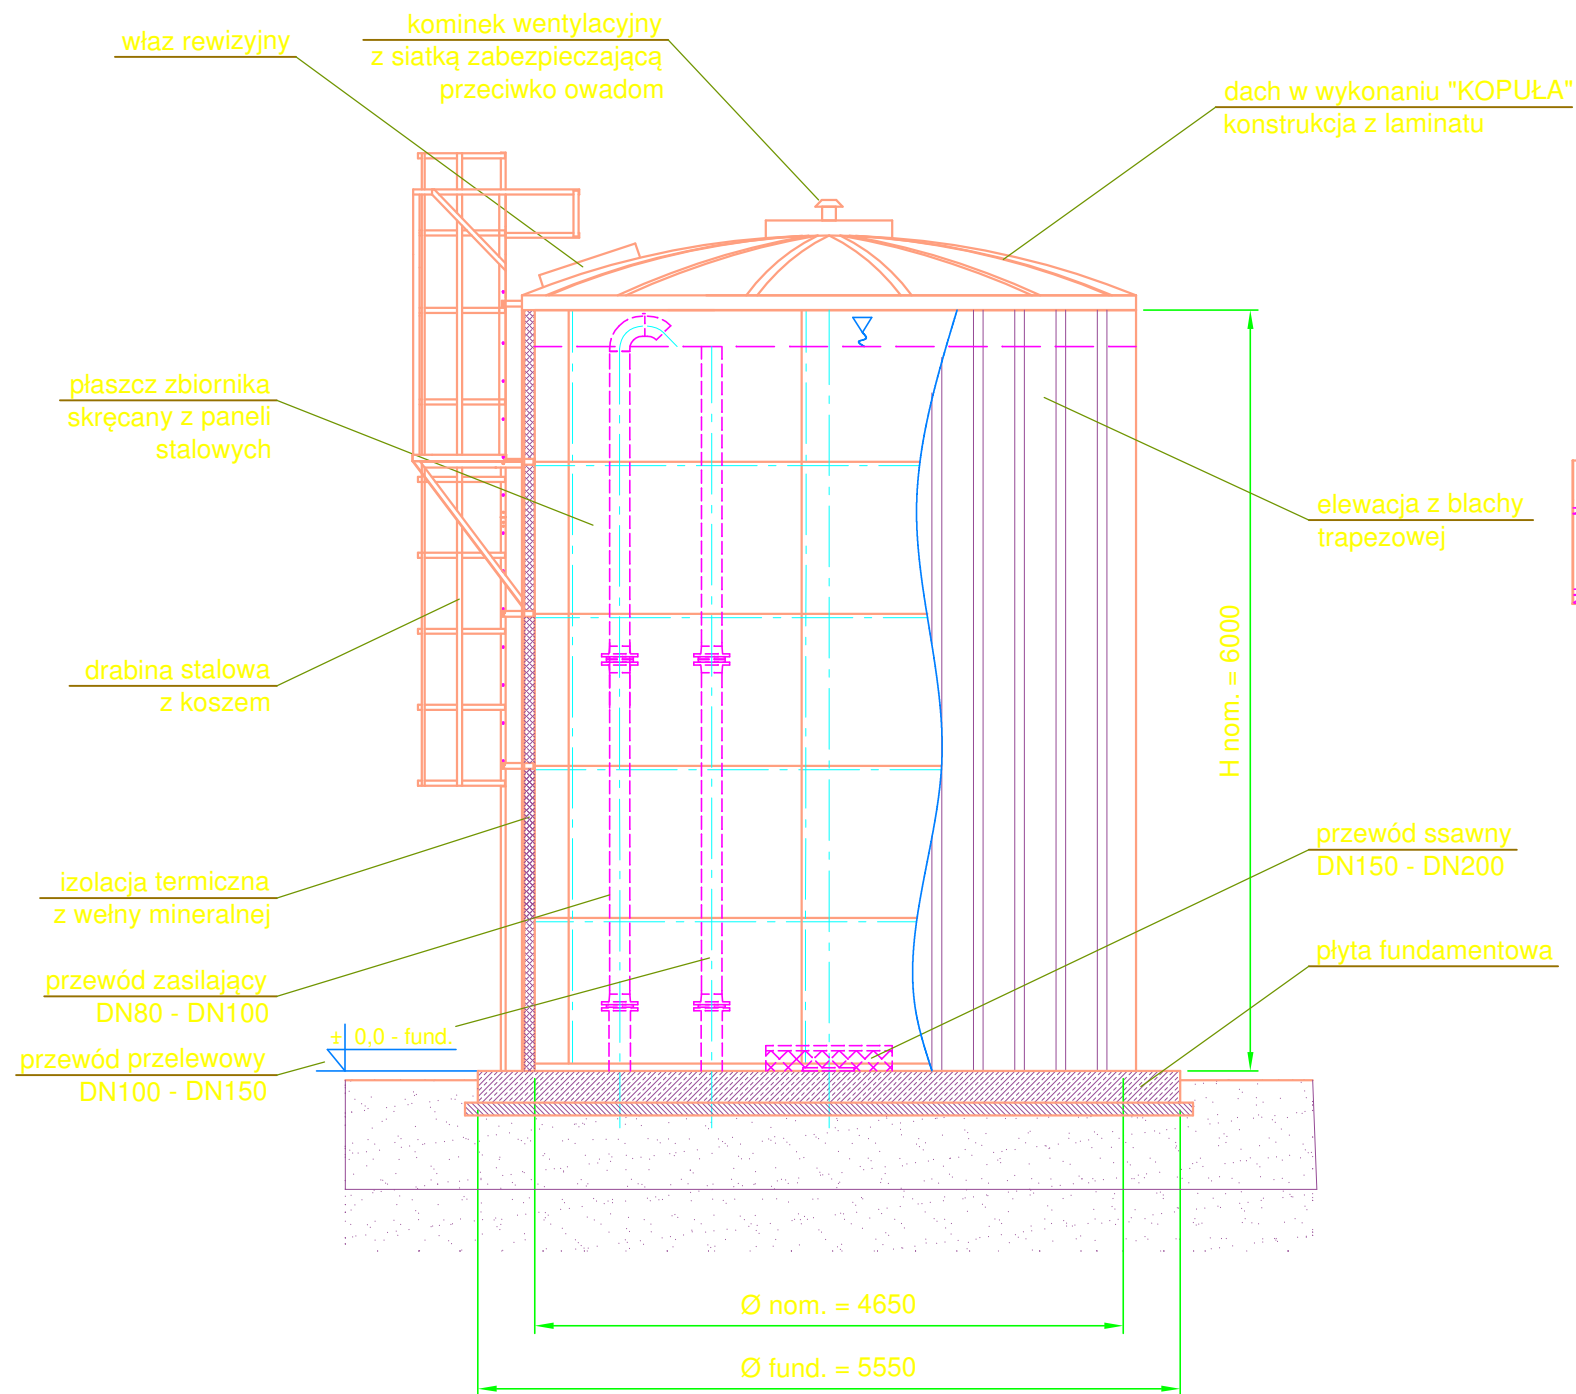 właz rewizyjny
kominek wentylacyjny
z siatką zabezpieczającą
przeciwko owadom
dach w wykonaniu "KOPUŁA"
konstrukcja z laminatu
płaszcz zbiornika
skręcany z paneli
stalowych
elewacja z blachy
trapezowej
H nom. = 6000
drabina stalowa
z koszem
przewód ssawny
DN150 - DN200
izolacja termiczna
z wełny mineralnej
płyta fundamentowa
przewód zasilający
DN80 - DN100
± 0,0 - fund.
przewód przelewowy
DN100 - DN150
Ø nom. = 4650
Ø fund. = 5550